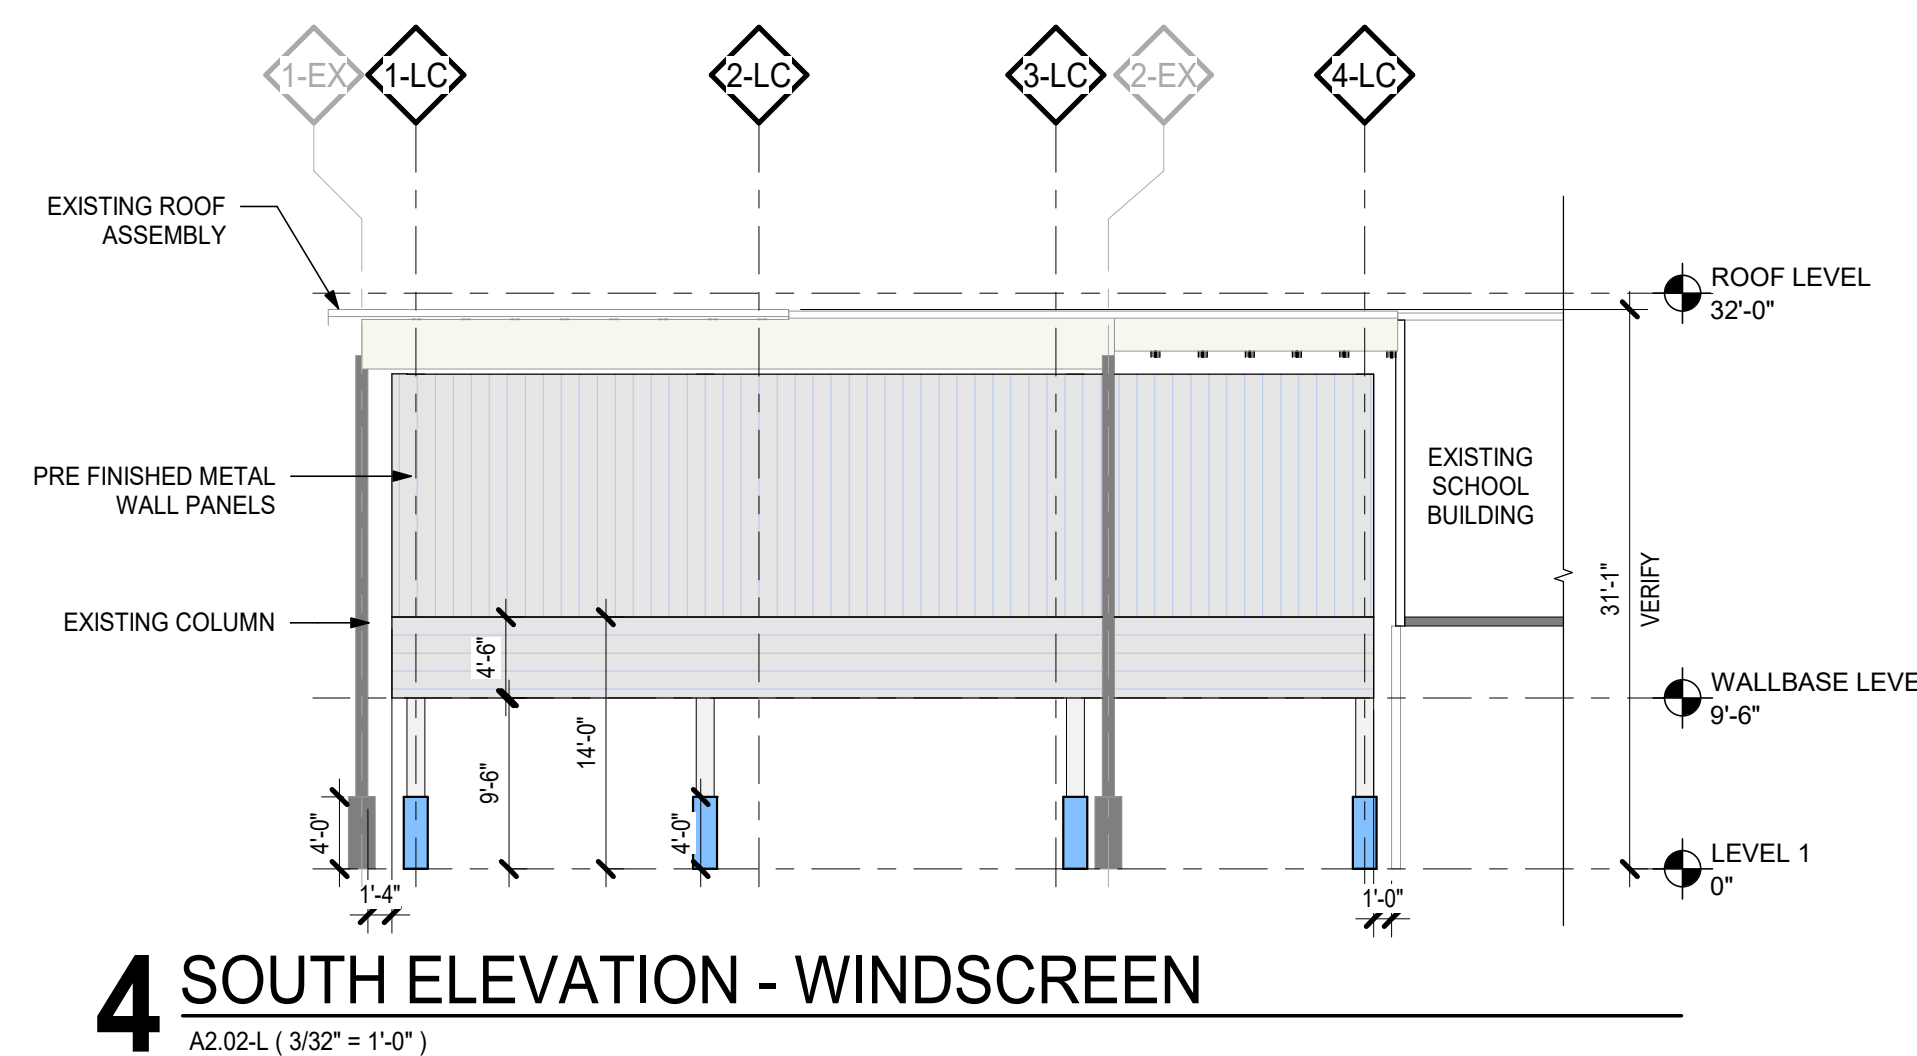 1-EX
1-LC
2-LC
3-LC
2-EX
4-LC
EXISTING ROOF
ASSEMBLY
ROOF LEVEL
32'-0"
PRE FINISHED METAL
WALL PANELS
EXISTING
SCHOOL
BUILDING
31'-1"
VERIFY
EXISTING COLUMN
4'-6"
WALLBASE LEVE
9'-6"
14'-0"
9'-6"
4'-0"
4'-0"
LEVEL 1
0"
1'-4"
1'-0"
4 SOUTH ELEVATION - WINDSCREEN
A2.02-L ( 3/32" = 1'-0" )